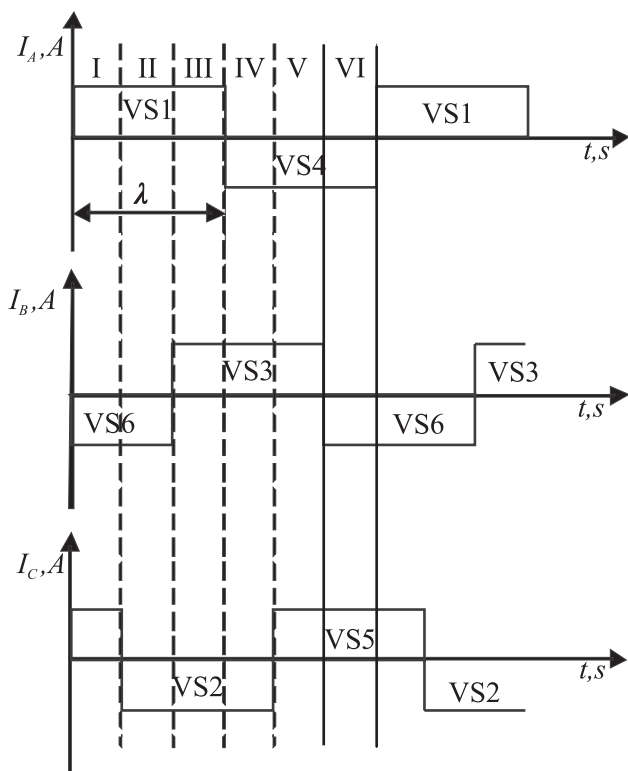 I_A,A
I II III IV V VI
VS1 VS1
t,s
VS4
λ
I_B,A
VS3 VS3
t,s
VS6 VS6
I_C,A
VS5
t,s
VS2 VS2